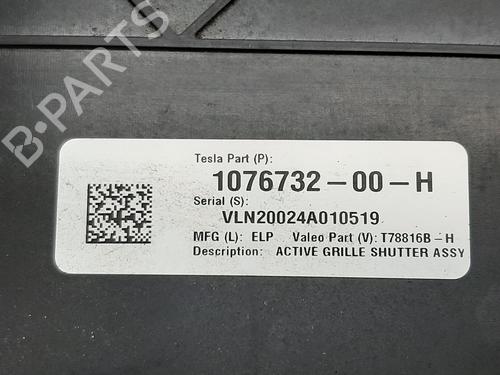 Tesla Part (P):
1076732-00-H
Serial (S):
VLN20024A010519
MFG (L): ELP Valeo Part (V): T78816B-H
Description: ACTIVE GRILLE SHUTTER ASSY
B-PARTS